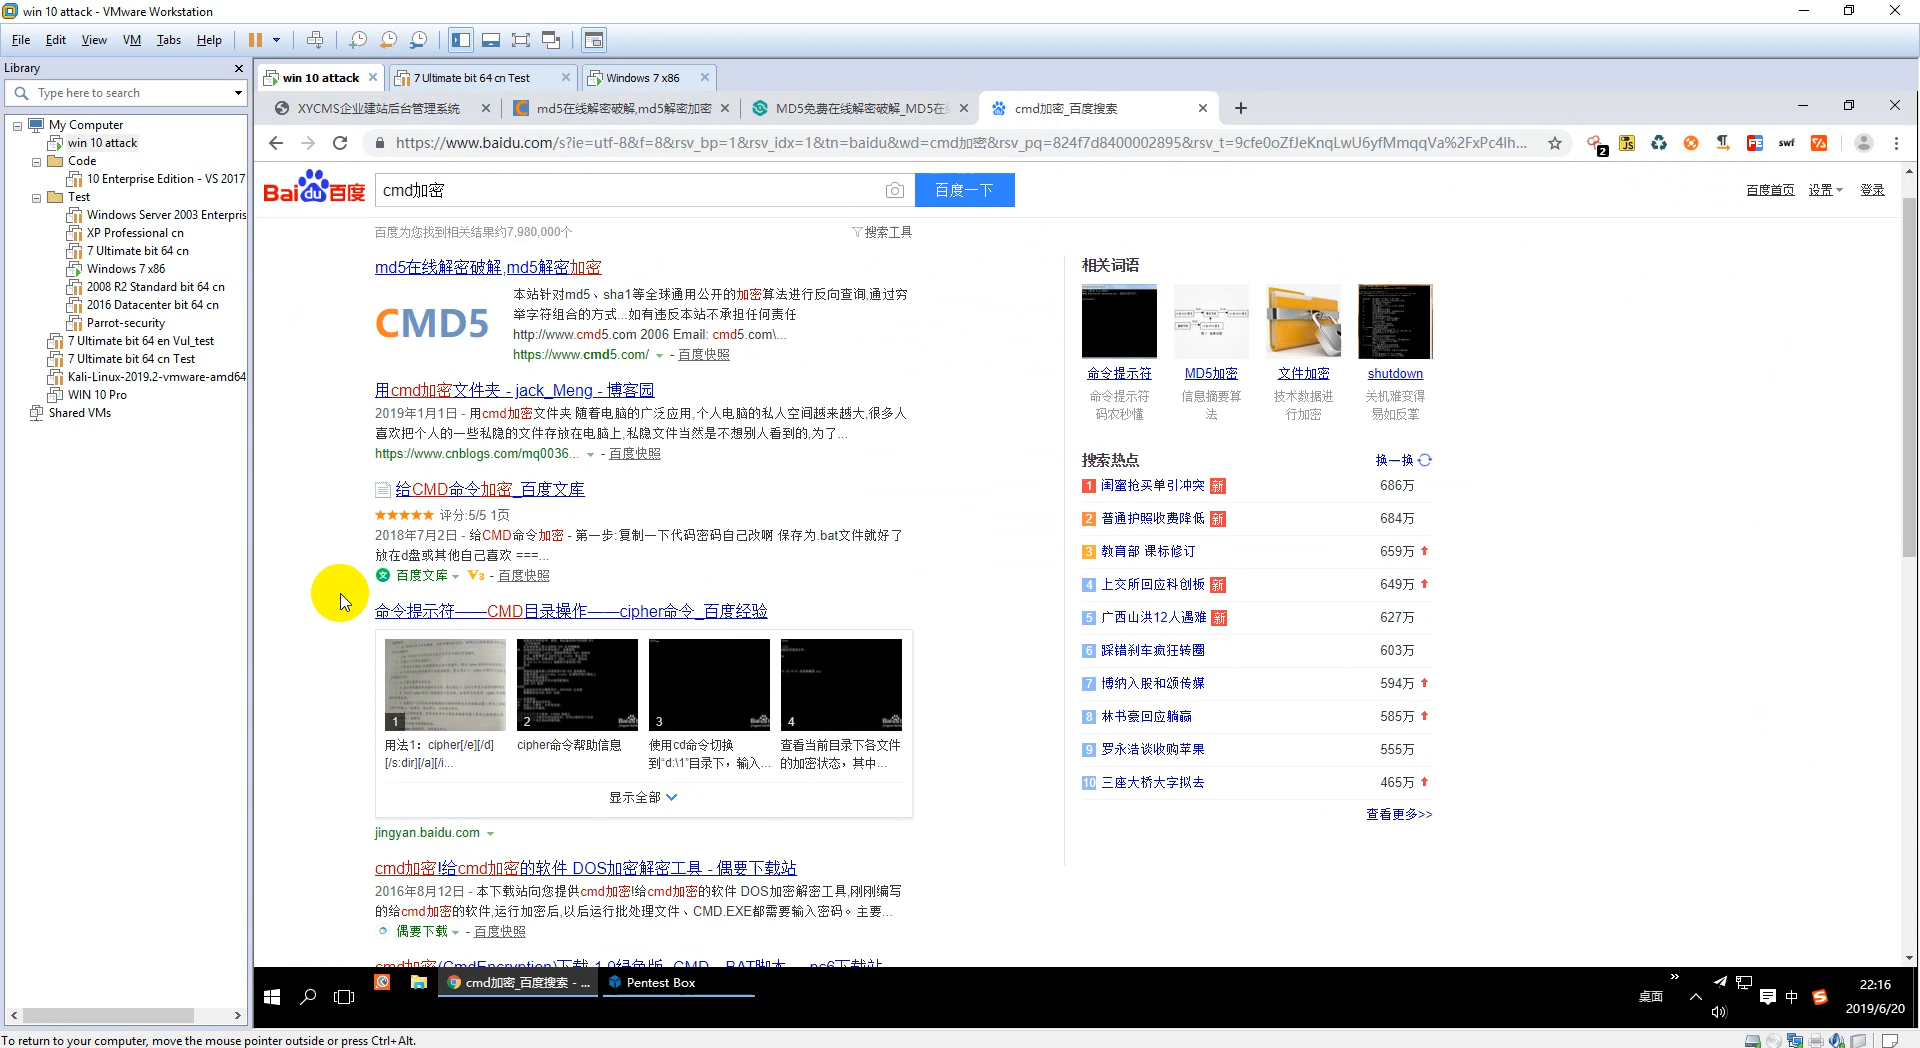 win 10 attack - VMware Workstation
File Edit View VM Tabs Help
Library
Type here to search
My Computer
win 10 attack
Code
10 Enterprise Edition - VS 2017
Test
Windows Server 2003 Enterpris
XP Professional cn
7 Ultimate bit 64 cn
Windows 7 x86
2008 R2 Standard bit 64 cn
2016 Datacenter bit 64 cn
Parrot-security
7 Ultimate bit 64 en Vul_test
7 Ultimate bit 64 cn Test
Kali-Linux-2019.2-vmware-amd64
WIN 10 Pro
Shared VMs
win 10 attack 7 Ultimate bit 64 cn Test Windows 7 x86
XYCMS企业建站后台管理系统 md5在线解密破解,md5解密加密 MD5免费在线解密破解_MD5在 cmd加密_百度搜索
https://www.baidu.com/s?ie=utf-8&f=8&rsv_bp=1&rsv_idx=1&tn=baidu&wd=cmd加密&rsv_pq=824f7d8400002895&rsv_t=9cfe0oZfJeKnqLwU6yfMmqqVa%2FxPc4lh...
2 JS FE swf
Bai du 百度 cmd加密 百度一下 百度首页 设置 登录
百度为您找到相关结果约7,980,000个 搜索工具
md5在线解密破解,md5解密加密
CMD5
本站针对md5、sha1等全球通用公开的加密算法进行反向查询,通过穷
举字符组合的方式...如有违反本站不承担任何责任
http://www.cmd5.com 2006 Email: cmd5.com\...
https://www.cmd5.com/ - 百度快照
用cmd加密文件夹 - jack_Meng - 博客园
2019年1月1日 - 用cmd加密文件夹 随着电脑的广泛应用,个人电脑的私人空间越来越大,很多人
喜欢把个人的一些私隐的文件存放在电脑上,私隐文件当然是不想别人看到的,为了...
https://www.cnblogs.com/mq0036... - 百度快照
给CMD命令加密_百度文库
评分:5/5 1页
2018年7月2日 - 给CMD命令加密 - 第一步:复制一下代码密码自己改啊 保存为.bat文件就好了
放在d盘或其他自己喜欢 ===...
百度文库 V3 - 百度快照
命令提示符——CMD目录操作——cipher命令_百度经验
1 2 3 4
用法1：cipher[/e][/d]
[/s:dir][/a][/i...
cipher命令帮助信息
使用cd命令切换
到“d:\1”目录下，输入...
查看当前目录下各文件
的加密状态，其中...
显示全部
jingyan.baidu.com
cmd加密!给cmd加密的软件 DOS加密解密工具 - 偶要下载站
2016年8月12日 - 本下载站向您提供cmd加密!给cmd加密的软件 DOS加密解密工具,刚刚编写
的给cmd加密的软件,运行加密后,以后运行批处理文件、CMD.EXE都需要输入密码。主要...
偶要下载 - 百度快照
相关词语
命令提示符 MD5加密 文件加密 shutdown
命令提示符 信息摘要算 技术数据进 关机难变得
码农秒懂 法 行加密 易如反掌
搜索热点 换一换
1 闺蜜抢买单引冲突 新 686万
2 普通护照收费降低 新 684万
3 教育部 课标修订 659万
4 上交所回应科创板 新 649万
5 广西山洪12人遇难 新 627万
6 踩错刹车疯狂转圈 603万
7 博纳入股和颂传媒 594万
8 林书豪回应躺赢 585万
9 罗永浩谈收购苹果 555万
10 三座大桥大字拟去 465万
查看更多>>
cmd加密_百度搜索 - ... Pentest Box
桌面 中 22:16
2019/6/20
To return to your computer, move the mouse pointer outside or press Ctrl+Alt.